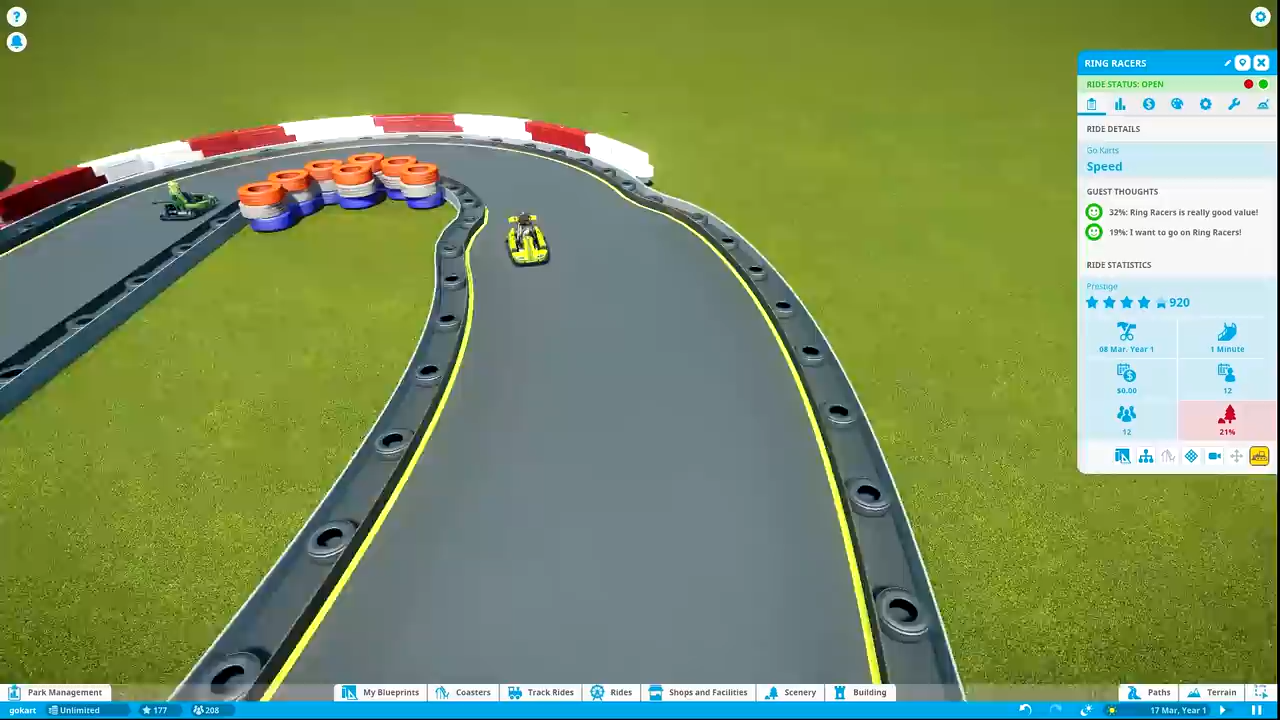 ?
RING RACERS
RIDE STATUS: OPEN
RIDE DETAILS
Go Karts
Speed
GUEST THOUGHTS
32%: Ring Racers is really good value!
19%: I want to go on Ring Racers!
RIDE STATISTICS
Prestige
920
08 Mar, Year 1
1 Minute
$0.00
12
12
21%
Park Management
My Blueprints
Coasters
Track Rides
Rides
Shops and Facilities
Scenery
Building
Paths
Terrain
gokart
Unlimited
177
208
17 Mar, Year 1